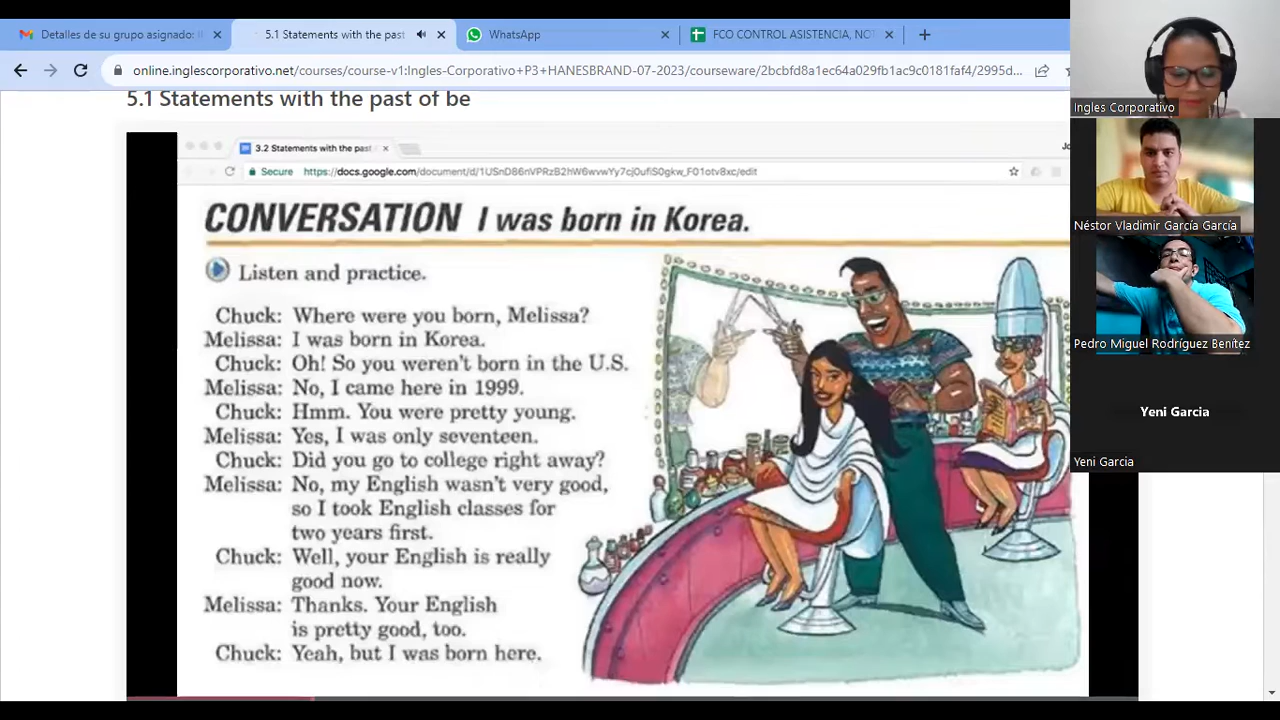 Detalles de su grupo asignado: I
5.1 Statements with the past
WhatsApp
FCO CONTROL ASISTENCIA, NOT
online.inglescorporativo.net/courses/course-v1:Ingles-Corporativo+P3+HANESBRAND-07-2023/courseware/2bcbfd8a1ec64a029fb1ac9c0181faf4/2995d...
5.1 Statements with the past of be
3.2 Statements with the past
Secure
CONVERSATION I was born in Korea.
Listen and practice.
Chuck: Where were you born, Melissa?
Melissa: I was born in Korea.
Chuck: Oh! So you weren't born in the U.S.
Melissa: No, I came here in 1999.
Chuck: Hmm. You were pretty young.
Melissa: Yes, I was only seventeen.
Chuck: Did you go to college right away?
Melissa: No, my English wasn't very good,
so I took English classes for
two years first.
Chuck: Well, your English is really
good now.
Melissa: Thanks. Your English
is pretty good, too.
Chuck: Yeah, but I was born here.
Ingles Corporativo
Néstor Vladimir García García
Pedro Miguel Rodríguez Benítez
Yeni Garcia
Yeni Garcia